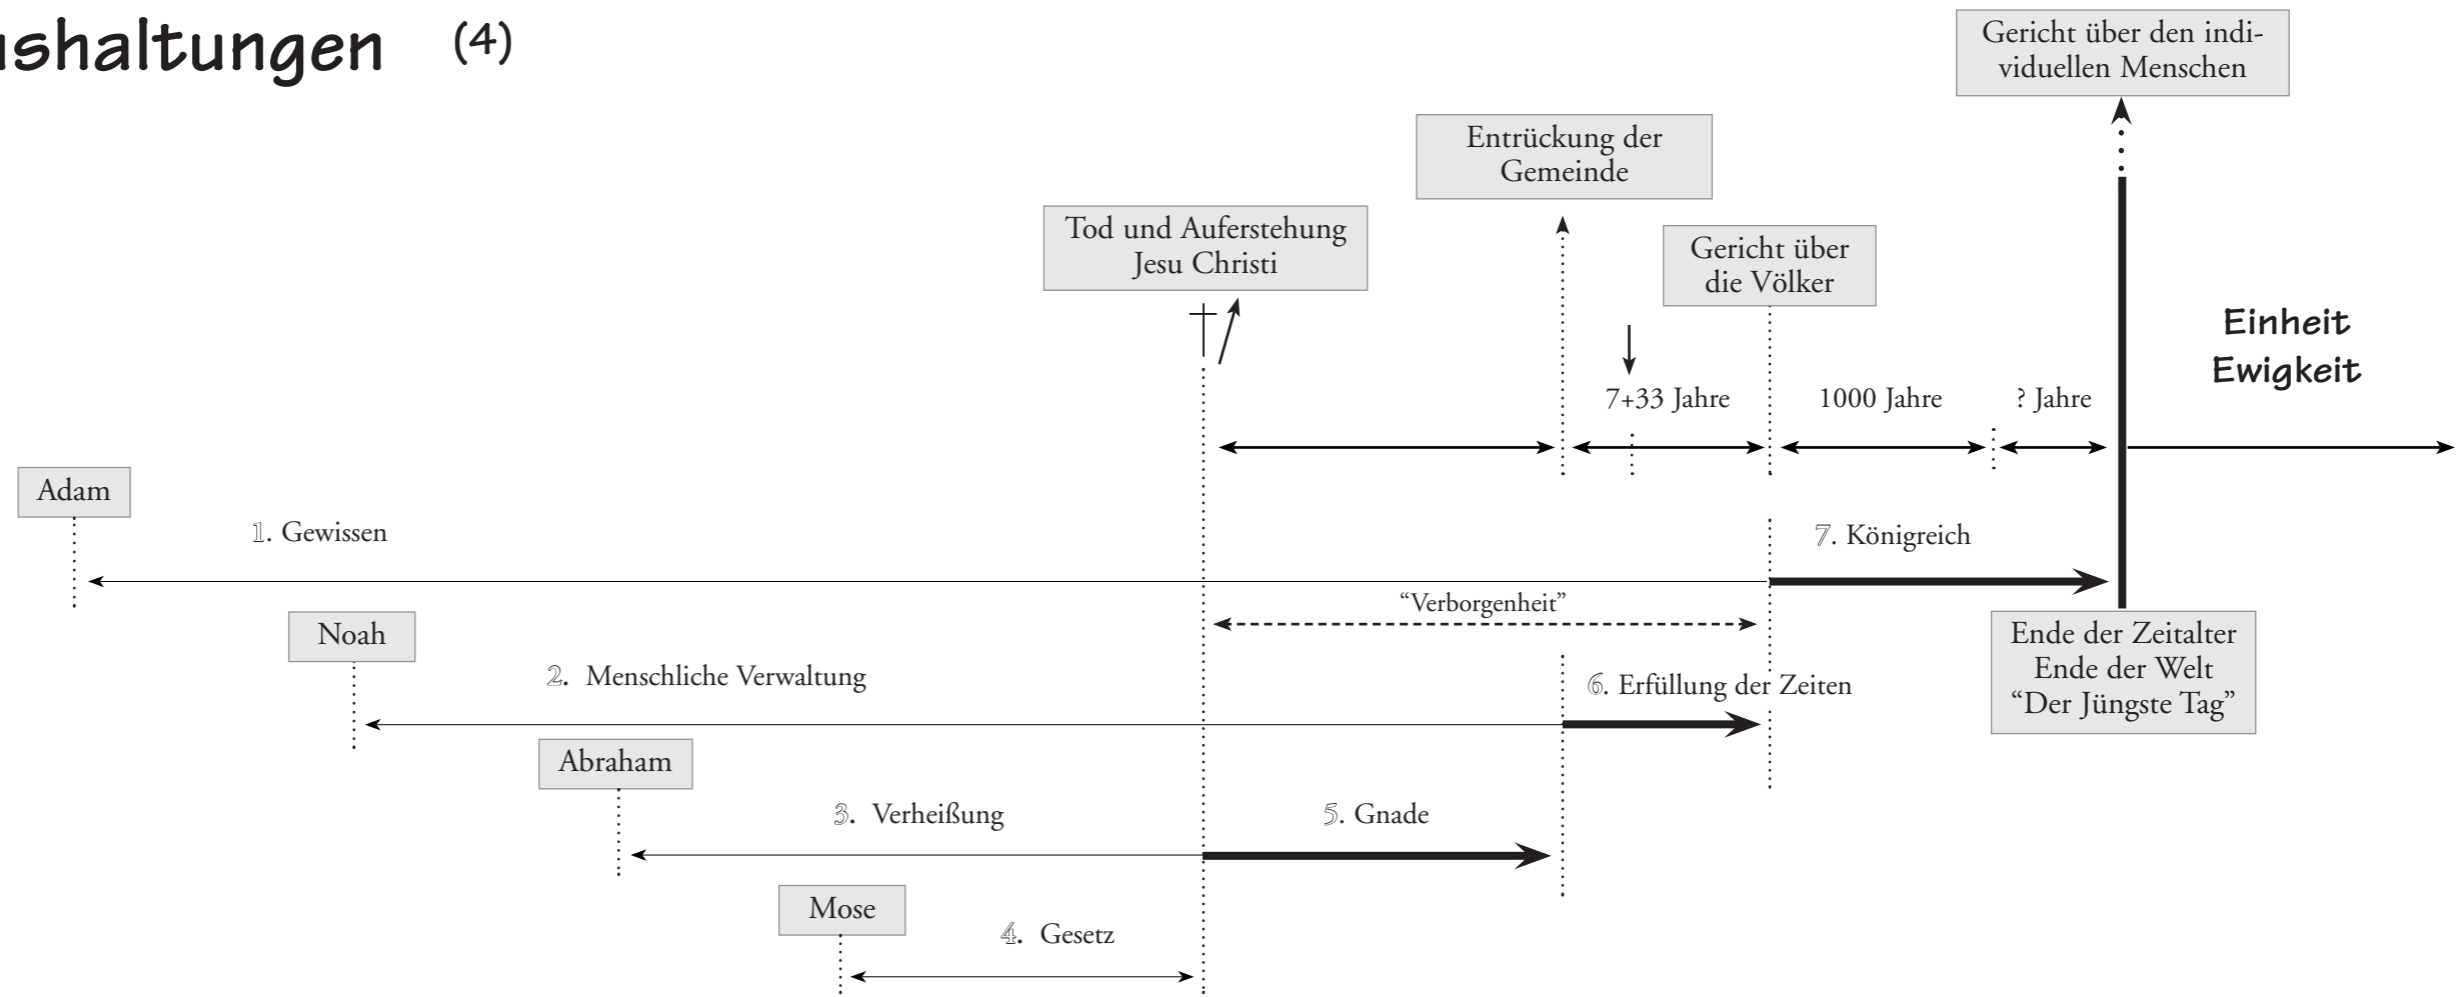 ushaltungen (4)
Gericht über den indi-
viduellen Menschen
Entrückung der
Gemeinde
Tod und Auferstehung
Jesu Christi
Gericht über
die Völker
Einheit
Ewigkeit
7+33 Jahre
1000 Jahre
? Jahre
Adam
1. Gewissen
7. Königreich
“Verborgenheit”
Noah
2. Menschliche Verwaltung
6. Erfüllung der Zeiten
Ende der Zeitalter
Ende der Welt
“Der Jüngste Tag”
Abraham
3. Verheißung
5. Gnade
Mose
4. Gesetz